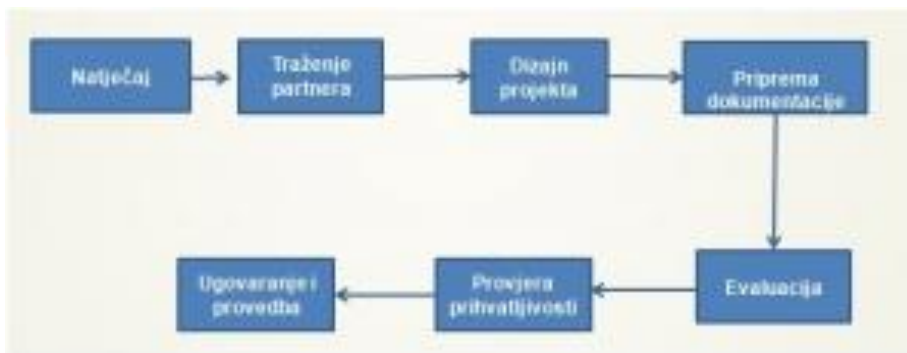 Natječaj
Traženje
partnera
Dizajn
projekta
Priprema
dokumentacije
Evaluacija
Provjera
prihvatljivosti
Ugovaranje i
provedba